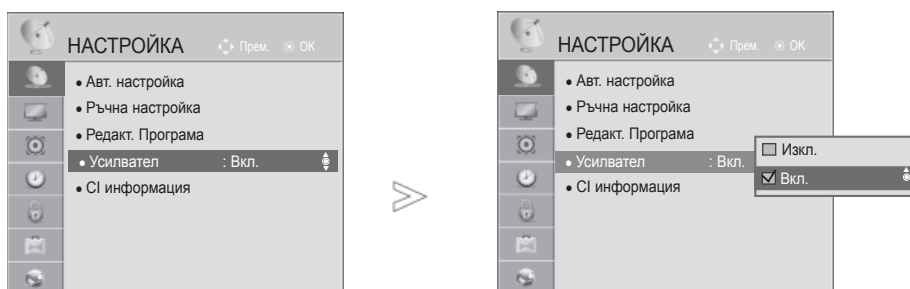 НАСТРОЙКА Прем. OK
• Авт. настройка
• Ръчна настройка
• Редакт. Програма
• Усилвател : Вкл.
• CI информация
НАСТРОЙКА Прем. OK
• Авт. настройка
• Ръчна настройка
• Редакт. Програма
• Усилвател : Вкл.
• CI информация
Изкл.
Вкл.